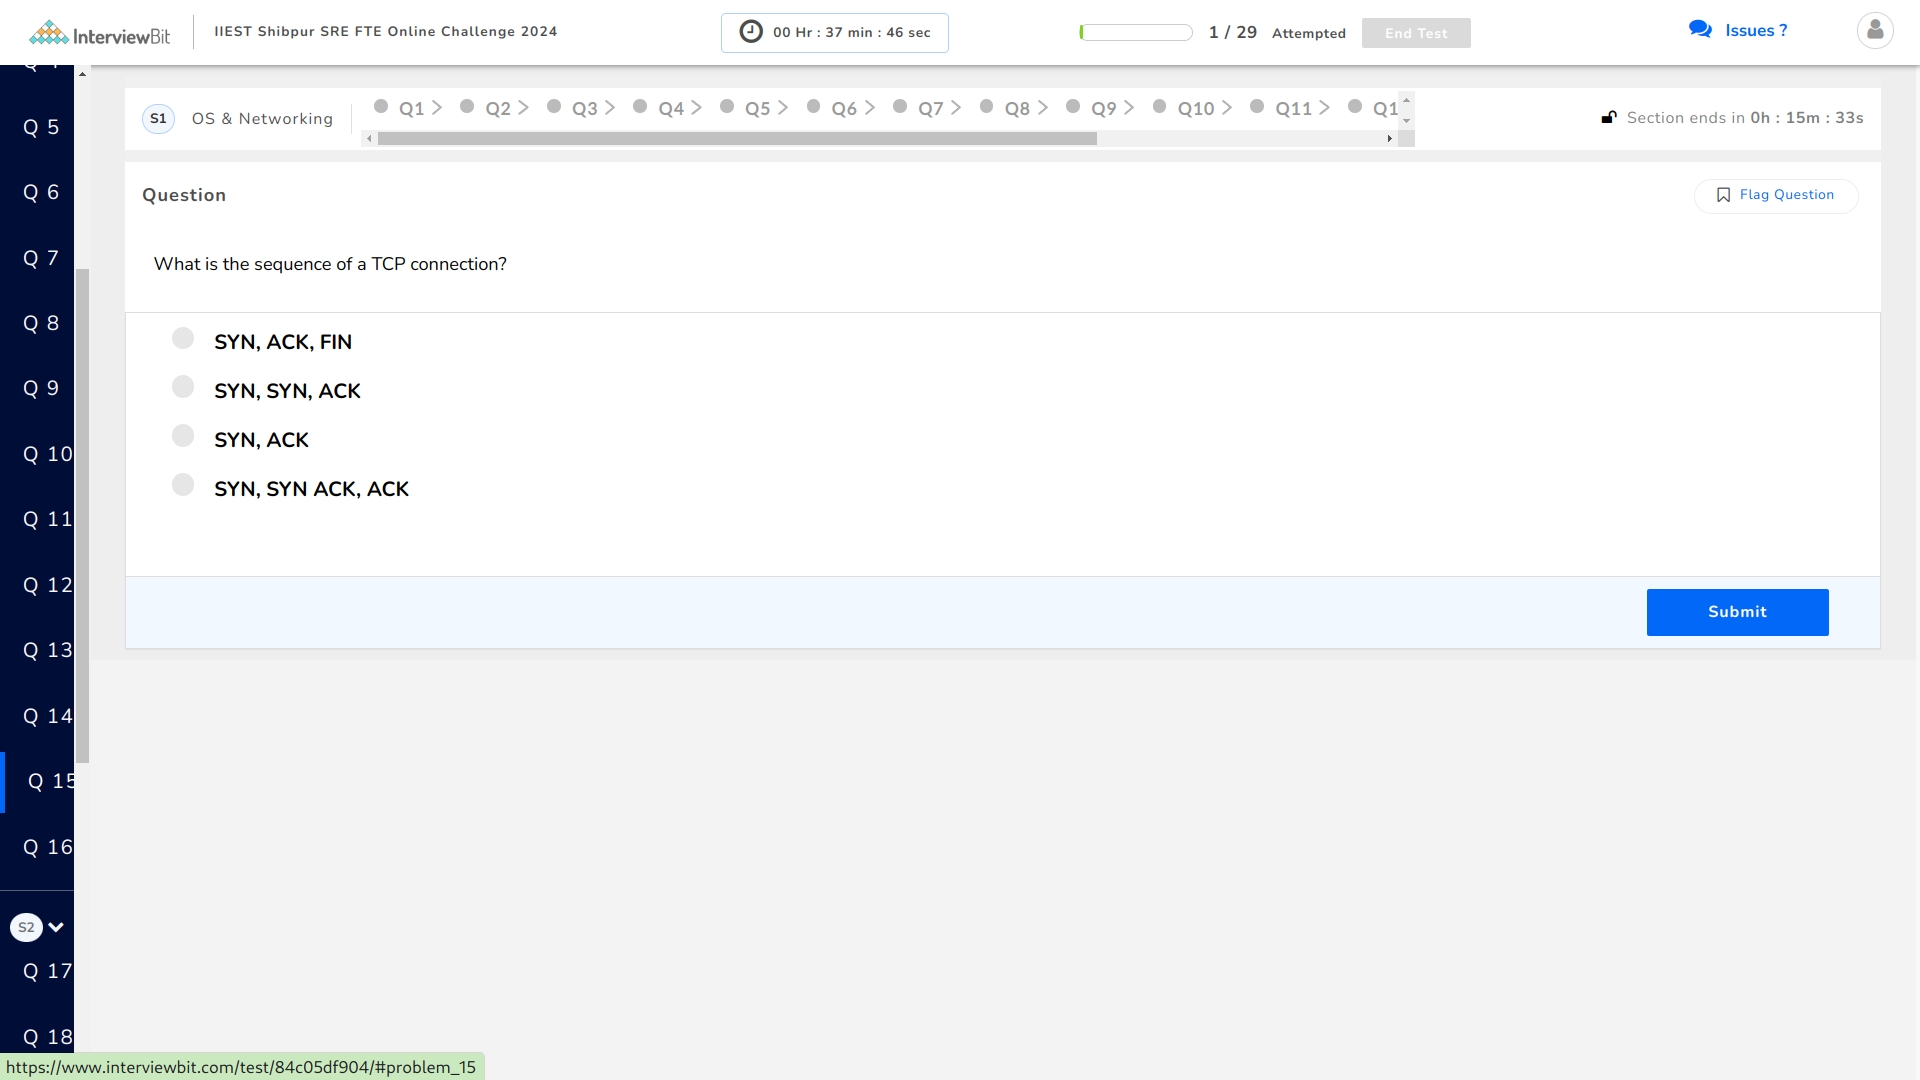 InterviewBit
IIEST Shibpur SRE FTE Online Challenge 2024
00 Hr : 37 min : 46 sec
1 / 29 Attempted
End Test
Issues ?
Q 5
Q 6
Q 7
Q 8
Q 9
Q 10
Q 11
Q 12
Q 13
Q 14
Q 15
Q 16
S2
Q 17
Q 18
S1 OS & Networking
Q1 > Q2 > Q3 > Q4 > Q5 > Q6 > Q7 > Q8 > Q9 > Q10 > Q11 > Q1
Section ends in 0h : 15m : 33s
Question
Flag Question
What is the sequence of a TCP connection?
SYN, ACK, FIN
SYN, SYN, ACK
SYN, ACK
SYN, SYN ACK, ACK
Submit
https://www.interviewbit.com/test/84c05df904/#problem_15